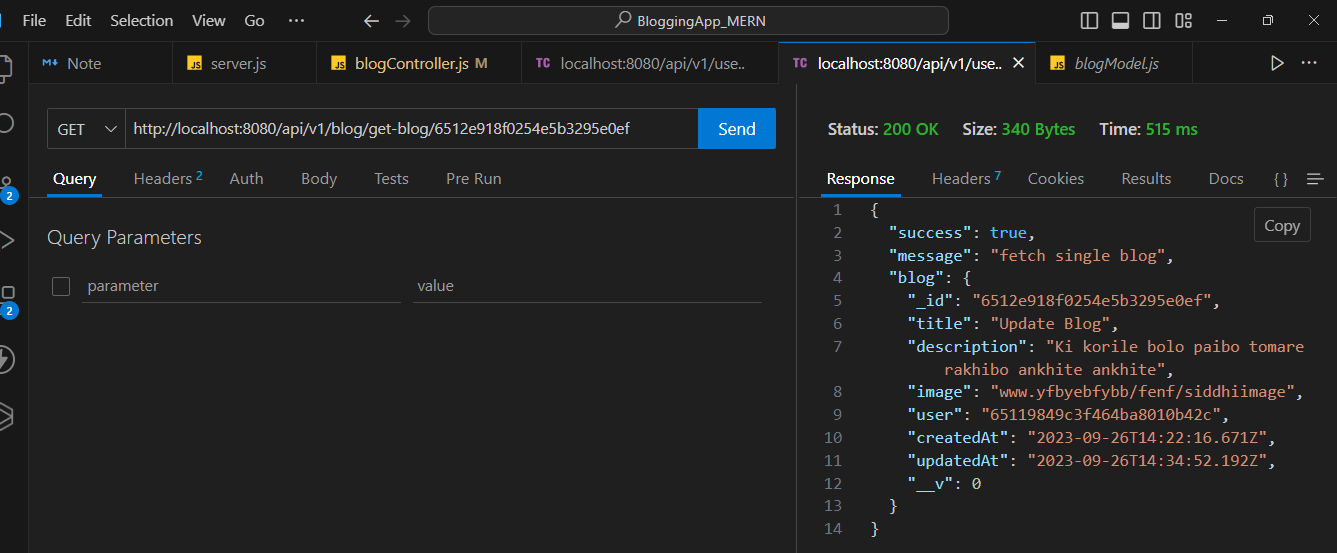 File Edit Selection View Go ··· BloggingApp_MERN
Note JS server.js JS blogController.js M TC localhost:8080/api/v1/use.. TC localhost:8080/api/v1/use.. JS blogModel.js ···
GET http://localhost:8080/api/v1/blog/get-blog/6512e918f0254e5b3295e0ef Send
Status: 200 OK Size: 340 Bytes Time: 515 ms
Query Headers 2 Auth Body Tests Pre Run
Response Headers 7 Cookies Results Docs { }
Query Parameters
parameter value
2
2
Copy
1 {
2 "success": true,
3 "message": "fetch single blog",
4 "blog": {
5 "_id": "6512e918f0254e5b3295e0ef",
6 "title": "Update Blog",
7 "description": "Ki korile bolo paibo tomare
rakhibo ankhite ankhite",
8 "image": "www.yfbyebfybb/fenf/siddhiimage",
9 "user": "65119849c3f464ba8010b42c",
10 "createdAt": "2023-09-26T14:22:16.671Z",
11 "updatedAt": "2023-09-26T14:34:52.192Z",
12 "__v": 0
13 }
14 }